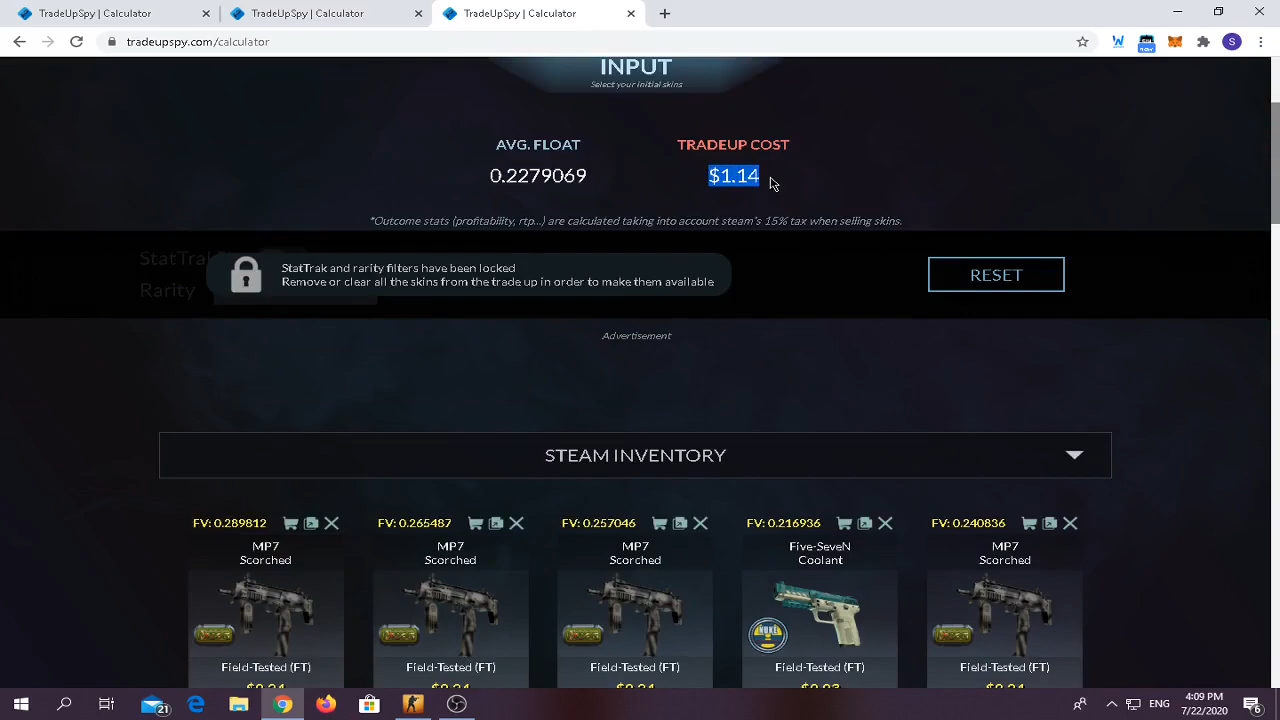 TradeUpSpy | Calculator
TradeUpSpy | Calculator
TradeUpSpy | Calculator
tradeupspy.com/calculator
INPUT
Select your initial skins
AVG. FLOAT
TRADEUP COST
0.2279069
$1.14
*Outcome stats (profitability, rtp...) are calculated taking into account steam's 15% tax when selling skins.
Rarity
StatTrak and rarity filters have been locked
Remove or clear all the skins from the trade up in order to make them available
RESET
Advertisement
STEAM INVENTORY
FV: 0.289812
FV: 0.265487
FV: 0.257046
FV: 0.216936
FV: 0.240836
MP7
Scorched
MP7
Scorched
MP7
Scorched
Five-SeveN
Coolant
MP7
Scorched
Field-Tested (FT)
Field-Tested (FT)
Field-Tested (FT)
Field-Tested (FT)
Field-Tested (FT)
21
ENG
4:09 PM
7/22/2020
6